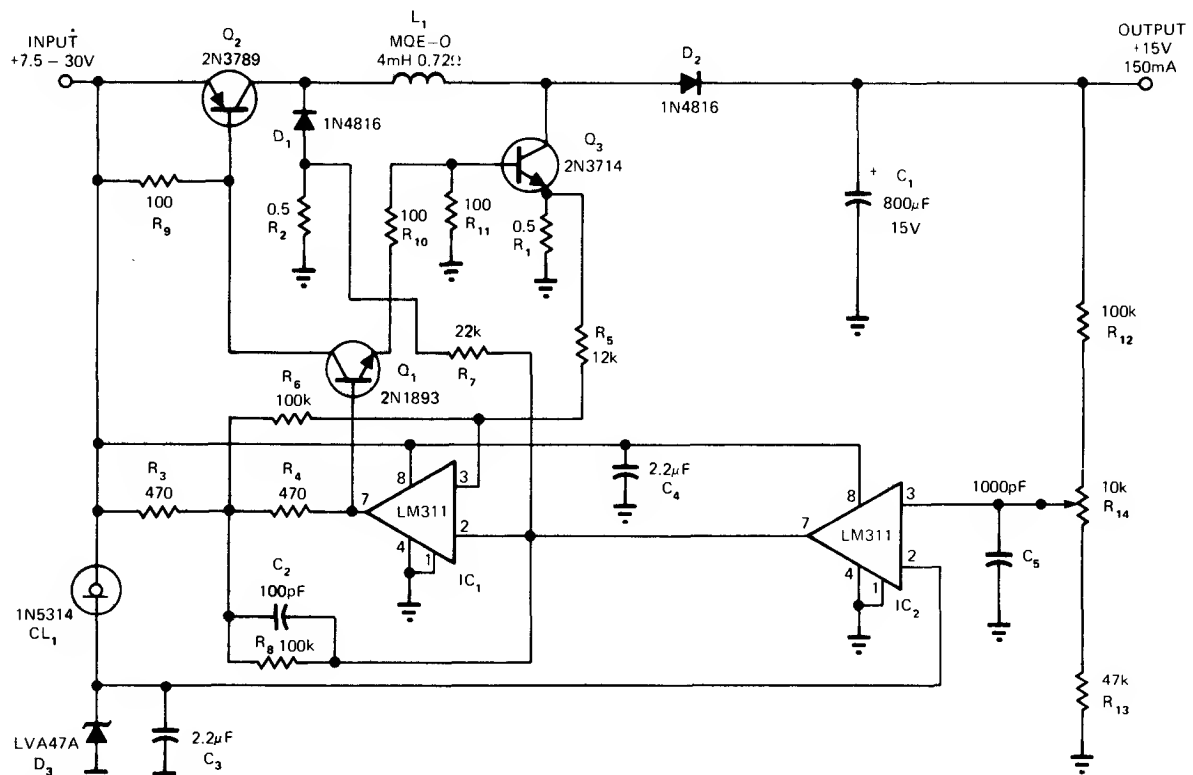 INPUT
+7.5 – 30V
Q2
2N3789
L1
MQE–O
4mH 0.72Ω
D2
1N4816
OUTPUT
+15V
150mA
D1
1N4816
Q3
2N3714
100
R9
0.5
R2
100
R10
100
R11
0.5
R1
+
C1
800μF
15V
100k
R12
22k
R7
R5
12k
Q1
2N1893
R6
100k
R3
470
R4
470
7
8
3
LM311
2
4
1
IC1
2.2μF
C4
7
8
3
LM311
2
4
1
IC2
1000pF
C5
10k
R14
C2
100pF
R8 100k
1N5314
CL1
47k
R13
LVA47A
D3
2.2μF
C3